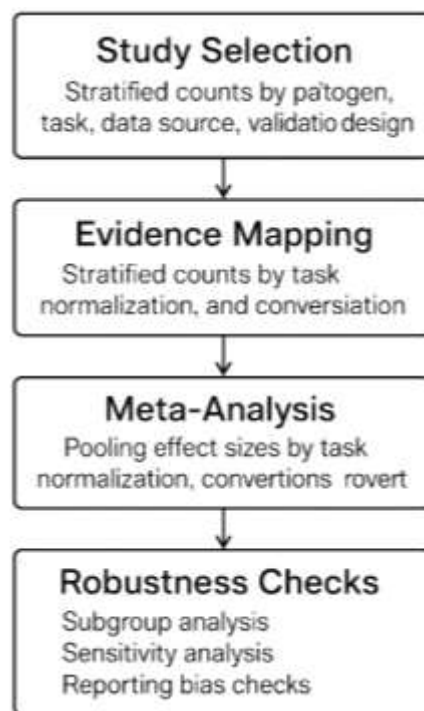 Study Selection
Stratified counts by pa'togen,
task, data source, validatio design
Evidence Mapping
Stratified counts by task
normalization, and conversiation
Meta-Analysis
Pooling effect sizes by task
normalization, convertions rovert
Robustness Checks
Subgroup analysis
Sensitivity analysis
Reporting bias checks